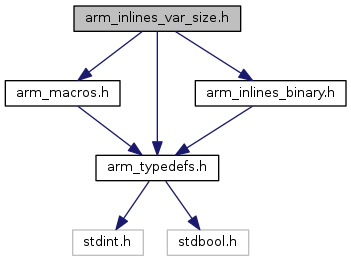 arm_inlines_var_size.h
arm_macros.h
arm_inlines_binary.h
arm_typedefs.h
stdint.h
stdbool.h